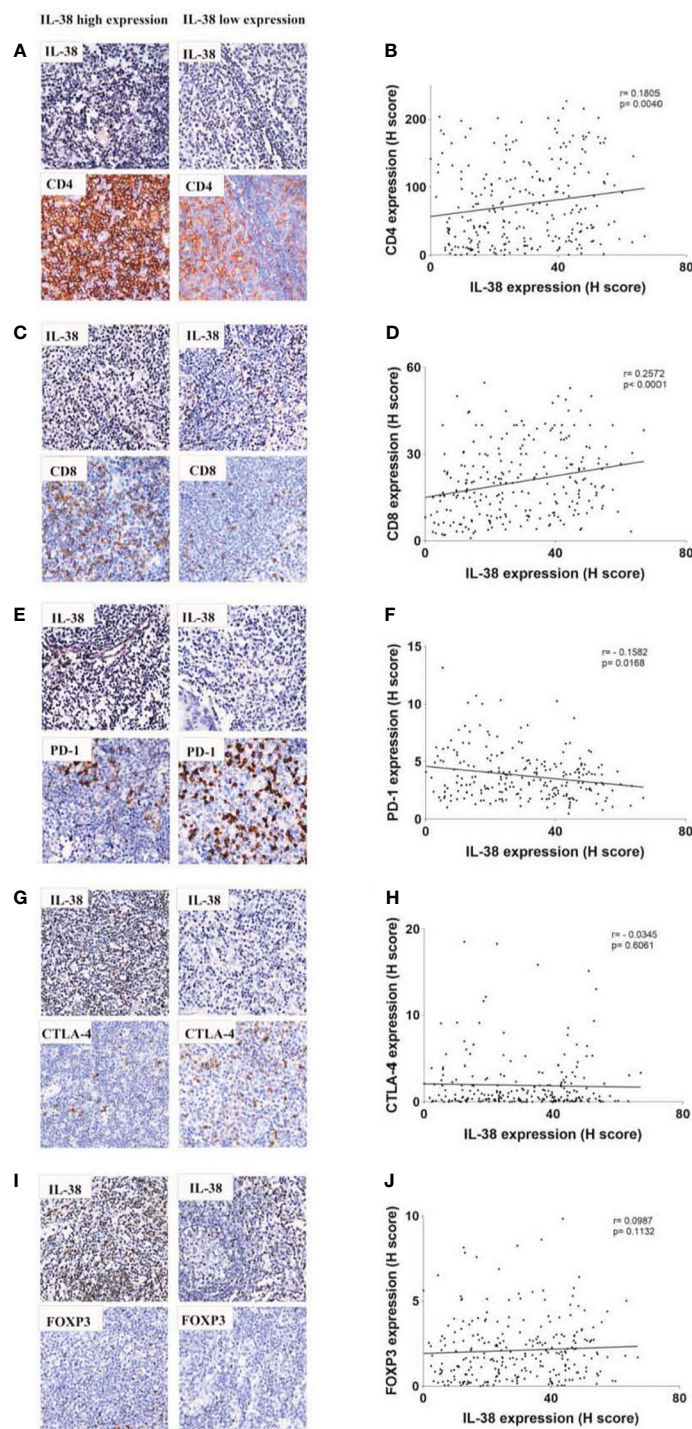 IL-38 high expression IL-38 low expression
A IL-38 IL-38
CD4 CD4
B
r= 0.1805
p= 0.0040
CD4 expression (H score)
200
100
0
0 40 80
IL-38 expression (H score)
C IL-38 IL-38
CD8 CD8
D
r= 0.2572
p< 0.0001
CD8 expression (H score)
60
30
0
0 40 80
IL-38 expression (H score)
E IL-38 IL-38
PD-1 PD-1
F
r= - 0.1582
p= 0.0168
PD-1 expression (H score)
15
10
5
0
0 40 80
IL-38 expression (H score)
G IL-38 IL-38
CTLA-4 CTLA-4
H
r= - 0.0345
p= 0.6061
CTLA-4 expression (H score)
20
10
0
0 40 80
IL-38 expression (H score)
I IL-38 IL-38
FOXP3 FOXP3
J
r= 0.0987
p= 0.1132
FOXP3 expression (H score)
10
5
0
0 40 80
IL-38 expression (H score)